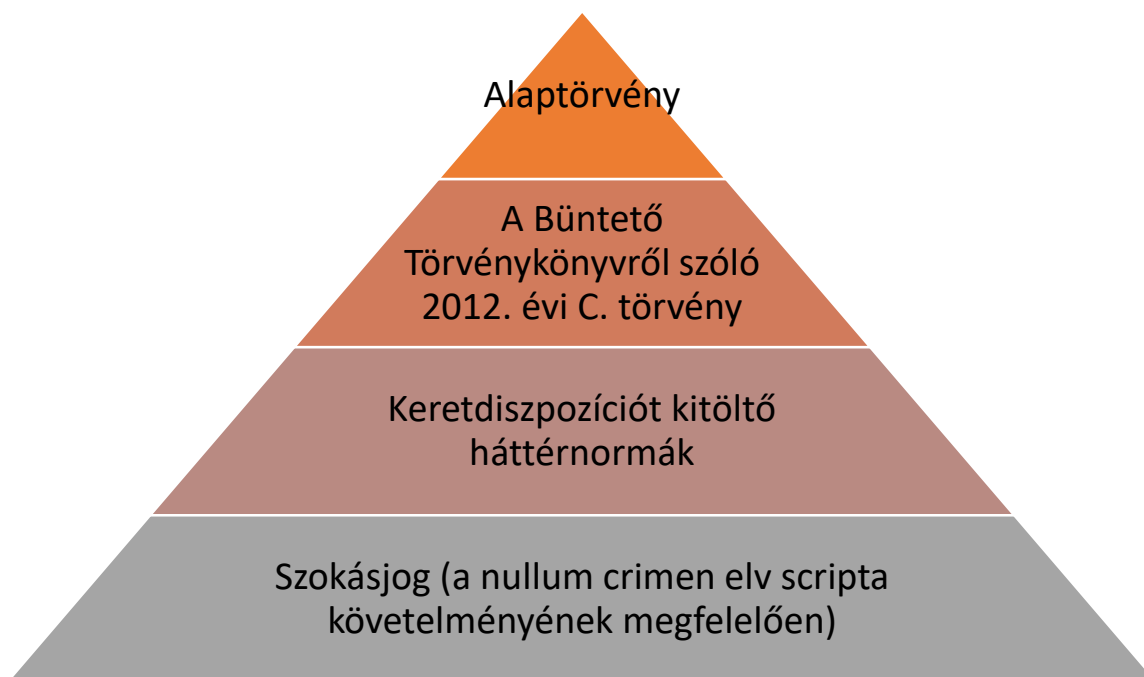 Alaptörvény
A Büntető
Törvénykönyvről szóló
2012. évi C. törvény
Keretdiszpozíciót kitöltő
háttérnormák
Szokásjog (a nullum crimen elv scripta
követelményének megfelelően)